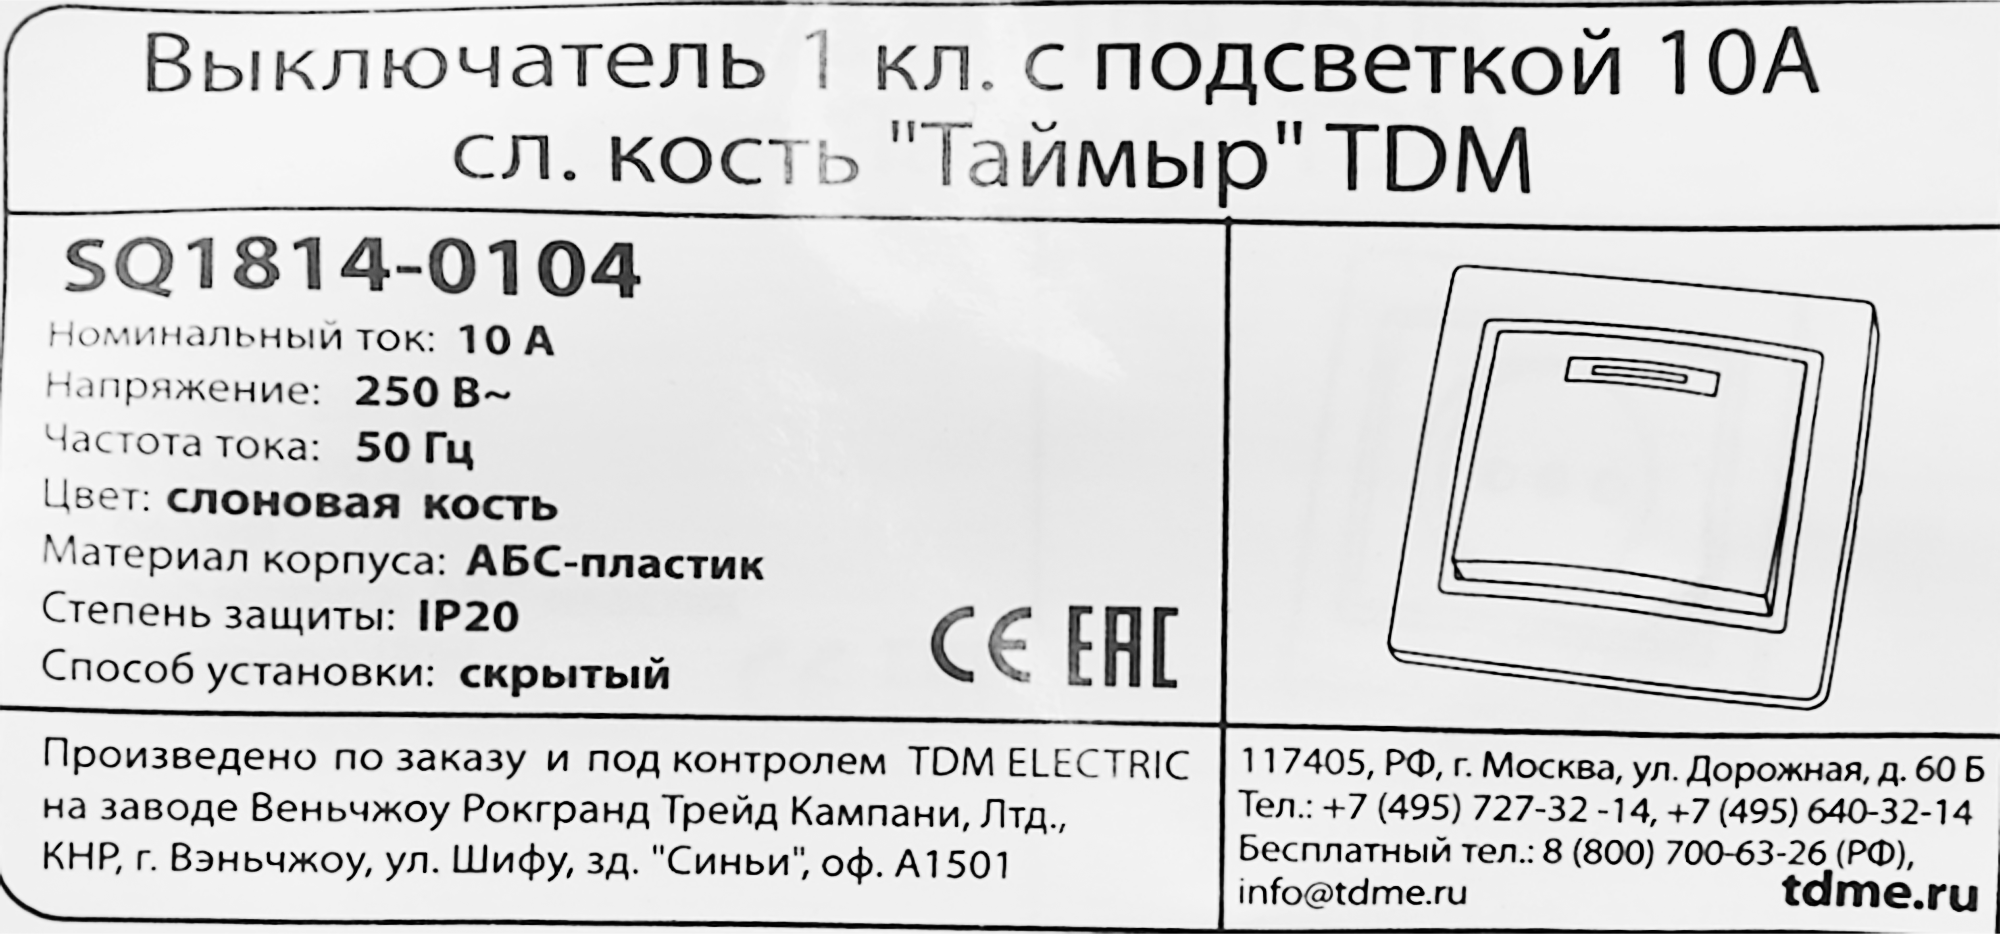 Выключатель 1 кл. с подсветкой 10А
сл. кость "Таймыр" TDM
SQ1814-0104
Номинальный ток: 10 А
Напряжение: 250 В~
Частота тока: 50 Гц
Цвет: слоновая кость
Материал корпуса: АБС-пластик
Степень защиты: IP20
Способ установки: скрытый
CE EAC
Произведено по заказу и под контролем TDM ELECTRIC
на заводе Веньчжоу Рокгранд Трейд Кампани, Лтд.,
КНР, г. Вэньчжоу, ул. Шифу, зд. "Синьи", оф. А1501
117405, РФ, г. Москва, ул. Дорожная, д. 60 Б
Тел.: +7 (495) 727-32 -14, +7 (495) 640-32-14
Бесплатный тел.: 8 (800) 700-63-26 (РФ),
info@tdme.ru
tdme.ru